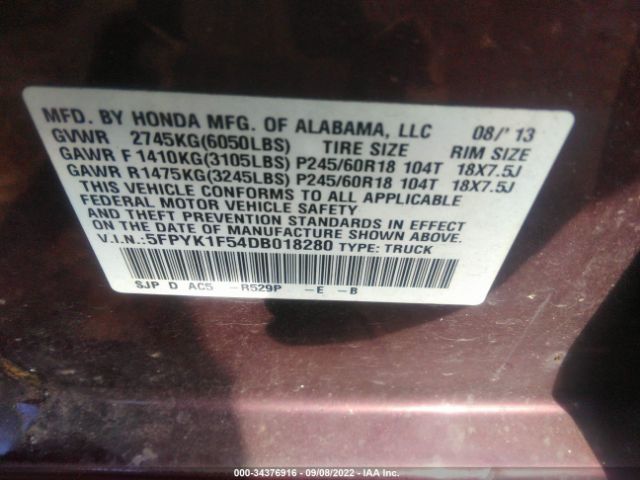 MFD. BY HONDA MFG. OF ALABAMA, LLC 08/'13
GVWR 2745KG(6050LBS) TIRE SIZE RIM SIZE
GAWR F 1410KG(3105LBS) P245/60R18 104T 18X7.5J
GAWR R1475KG(3245LBS) P245/60R18 104T 18X7.5J
THIS VEHICLE CONFORMS TO ALL APPLICABLE
FEDERAL MOTOR VEHICLE SAFETY
AND THEFT PREVENTION STANDARDS IN EFFECT
ON THE DATE OF MANUFACTURE SHOWN ABOVE.
V.I.N.:5FPYK1F54DB018280 TYPE: TRUCK
SJP D AC5 -R529P -E -B
000-34376916 - 09/08/2022 - IAA Inc.